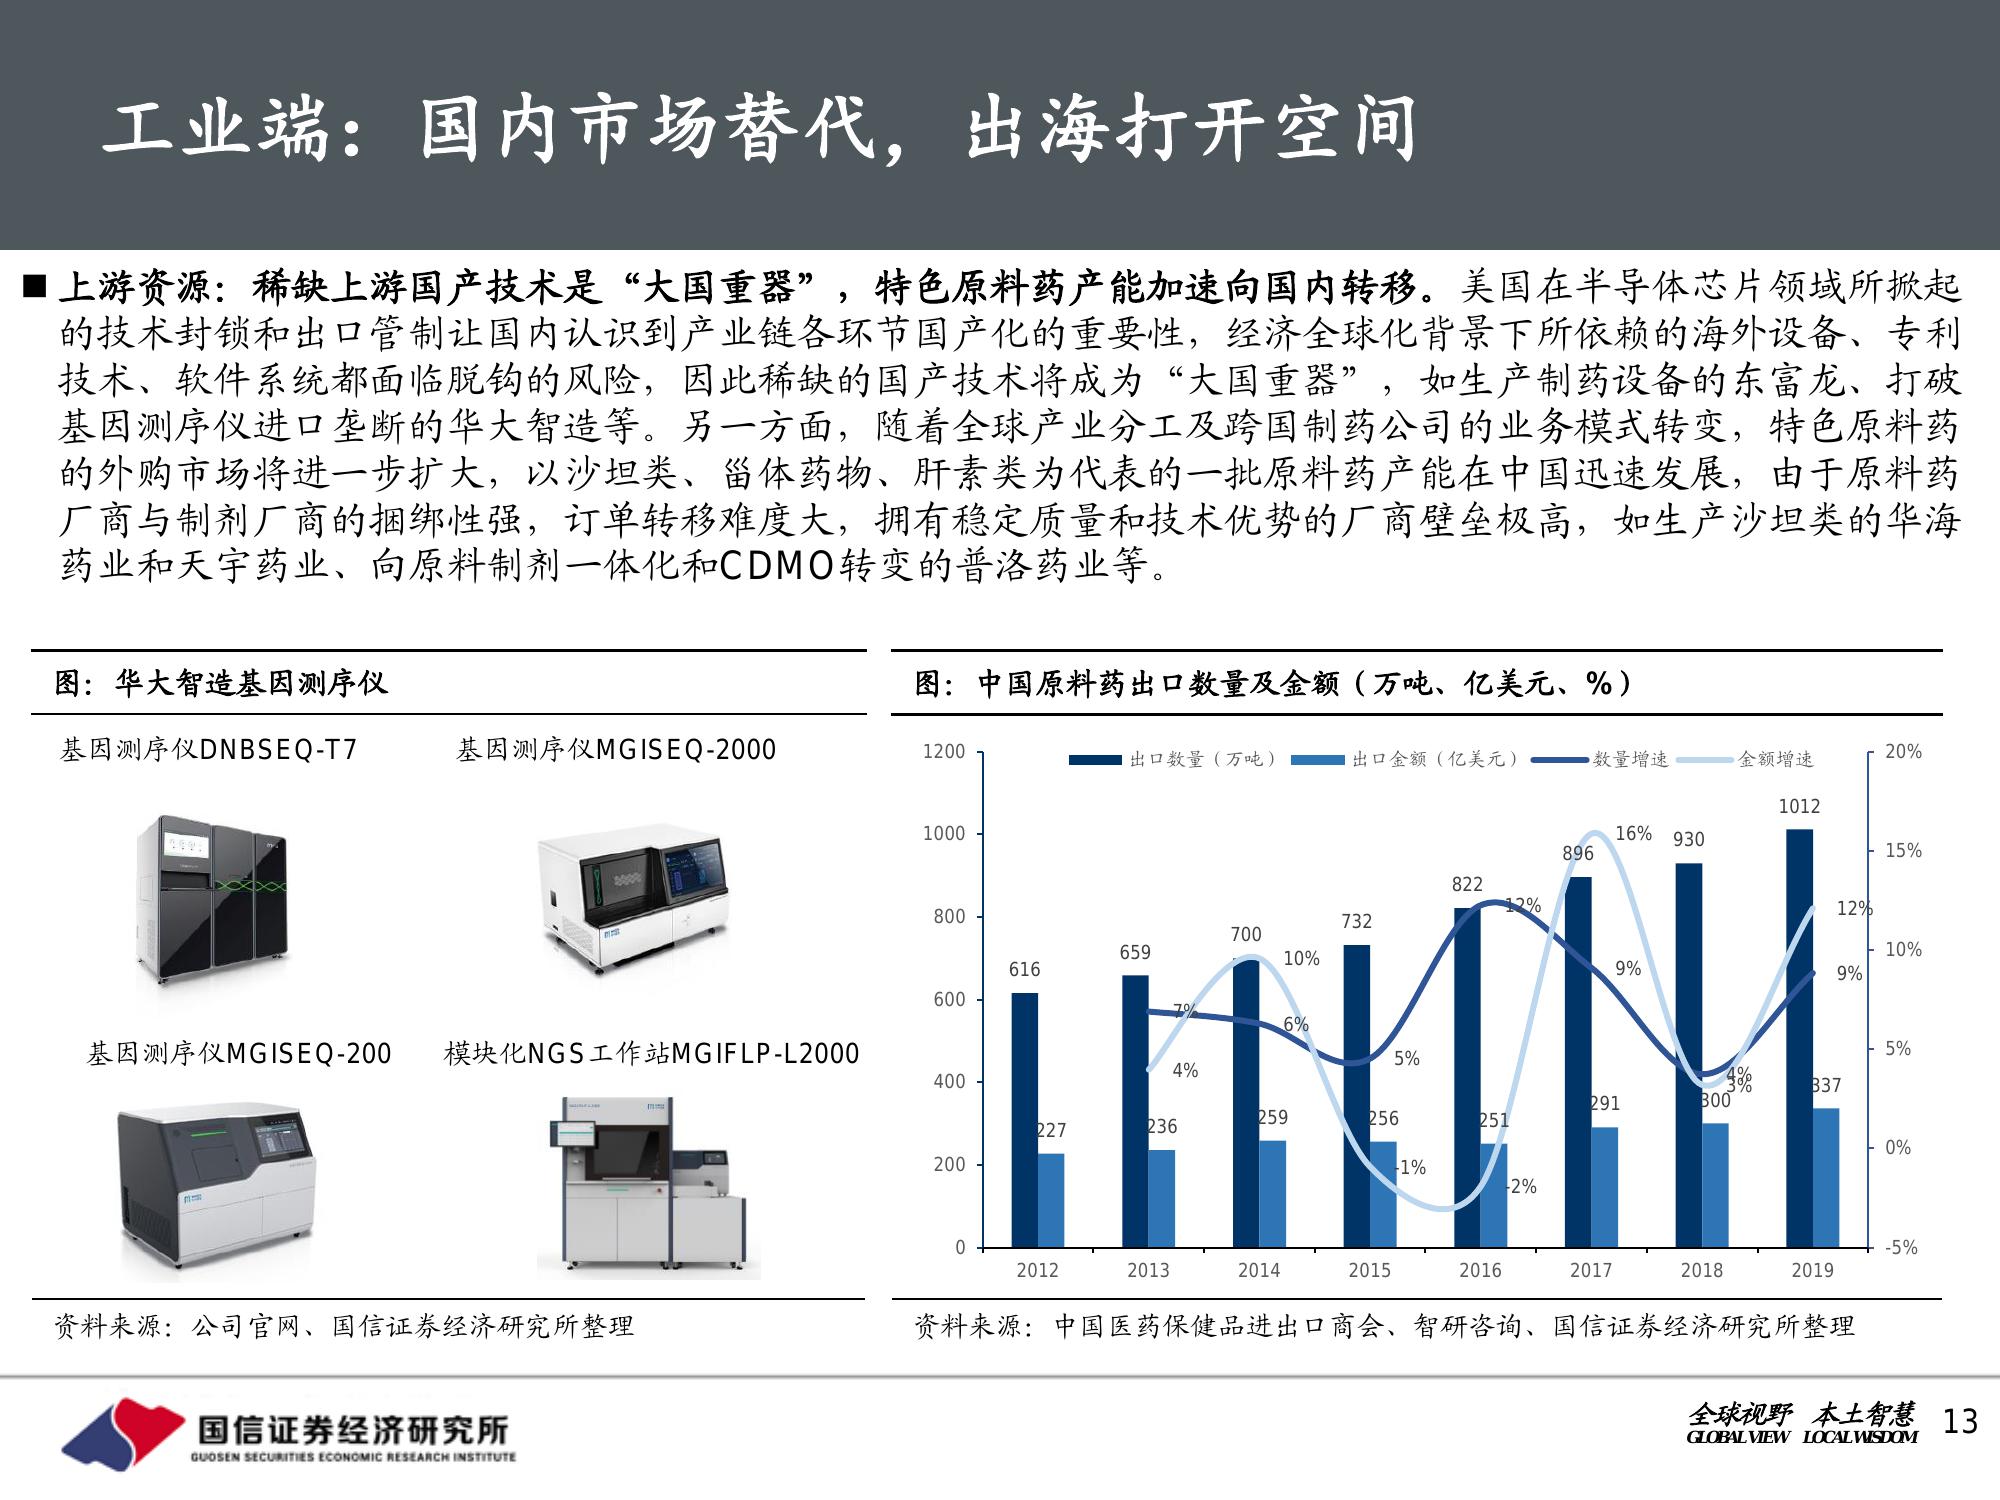 工业端：国内市场替代，出海打开空间
■上游资源：稀缺上游国产技术是“大国重器”，特色原料药产能加速向国内转移。美国在半导体芯片领域所掀起
的技术封锁和出口管制让国内认识到产业链各环节国产化的重要性，经济全球化背景下所依赖的海外设备、专利
技术、软件系统都面临脱钩的风险，因此稀缺的国产技术将成为“大国重器”，如生产制药设备的东富龙、打破
基因测序仪进口垄断的华大智造等。另一方面，随着全球产业分工及跨国制药公司的业务模式转变，特色原料药
的外购市场将进一步扩大，以沙坦类、甾体药物、肝素类为代表的一批原料药产能在中国迅速发展，由于原料药
厂商与制剂厂商的捆绑性强，订单转移难度大，拥有稳定质量和技术优势的厂商壁垒极高，如生产沙坦类的华海
药业和天宇药业、向原料制剂一体化和CDMO转变的普洛药业等。
图：华大智造基因测序仪
基因测序仪DNBSEQ-T7
基因测序仪MGISEQ-2000
基因测序仪MGISEQ-200
模块化NGS工作站MGIFLP-L2000
资料来源：公司官网、国信证券经济研究所整理
图：中国原料药出口数量及金额（万吨、亿美元、%）
出口数量（万吨） 出口金额（亿美元） 数量增速 金额增速
1200
1000
800
600
400
200
0
20%
15%
10%
5%
0%
-5%
616
659
700
732
822
896
930
1012
227
236
259
256
251
291
300
337
7%
6%
5%
12%
9%
4%
9%
4%
10%
-1%
-2%
16%
3%
12%
2012 2013 2014 2015 2016 2017 2018 2019
资料来源：中国医药保健品进出口商会、智研咨询、国信证券经济研究所整理
国信证券经济研究所
GUOSEN SECURITIES ECONOMIC RESEARCH INSTITUTE
全球视野 本土智慧
GLOBAL VIEW LOCAL WISDOM
13